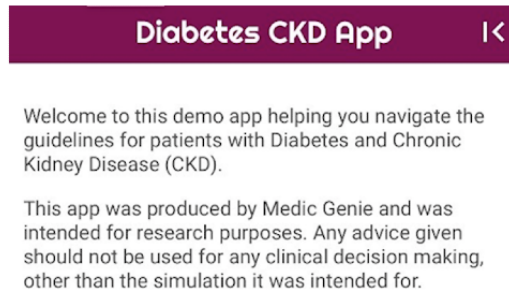 Diabetes CKD App
Welcome to this demo app helping you navigate the
guidelines for patients with Diabetes and Chronic
Kidney Disease (CKD).
This app was produced by Medic Genie and was
intended for research purposes. Any advice given
should not be used for any clinical decision making,
other than the simulation it was intended for.